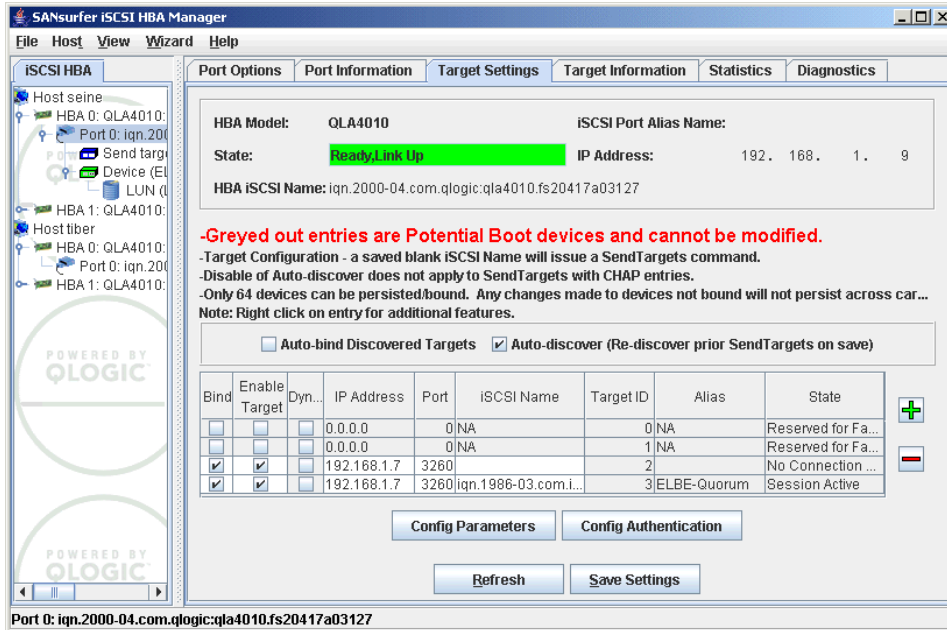 SANsurfer iSCSI HBA Manager
File Host View Wizard Help
iSCSI HBA
Host seine
HBA 0: QLA4010:
Port 0: iqn.200
Send targ
Device (EL
LUN (L
HBA 1: QLA4010:
Host tiber
HBA 0: QLA4010:
Port 0: iqn.200
HBA 1: QLA4010:
POWERED BY
QLOGIC
POWERED BY
QLOGIC
Port Options Port Information Target Settings Target Information Statistics Diagnostics
HBA Model: QLA4010 iSCSI Port Alias Name:
State: Ready,Link Up IP Address: 192. 168. 1. 9
HBA iSCSI Name: iqn.2000-04.com.qlogic:qla4010.fs20417a03127
-Greyed out entries are Potential Boot devices and cannot be modified.
-Target Configuration - a saved blank iSCSI Name will issue a SendTargets command.
-Disable of Auto-discover does not apply to SendTargets with CHAP entries.
-Only 64 devices can be persisted/bound. Any changes made to devices not bound will not persist across car...
Note: Right click on entry for additional features.
Auto-bind Discovered Targets Auto-discover (Re-discover prior SendTargets on save)
Bind Enable Target Dyn... IP Address Port iSCSI Name Target ID Alias State
0.0.0.0 0 NA 0 NA Reserved for Fa...
0.0.0.0 0 NA 1 NA Reserved for Fa...
192.168.1.7 3260 2 No Connection ...
192.168.1.7 3260 iqn.1986-03.com.i... 3 ELBE-Quorum Session Active
Config Parameters Config Authentication
Refresh Save Settings
Port 0: iqn.2000-04.com.qlogic:qla4010.fs20417a03127